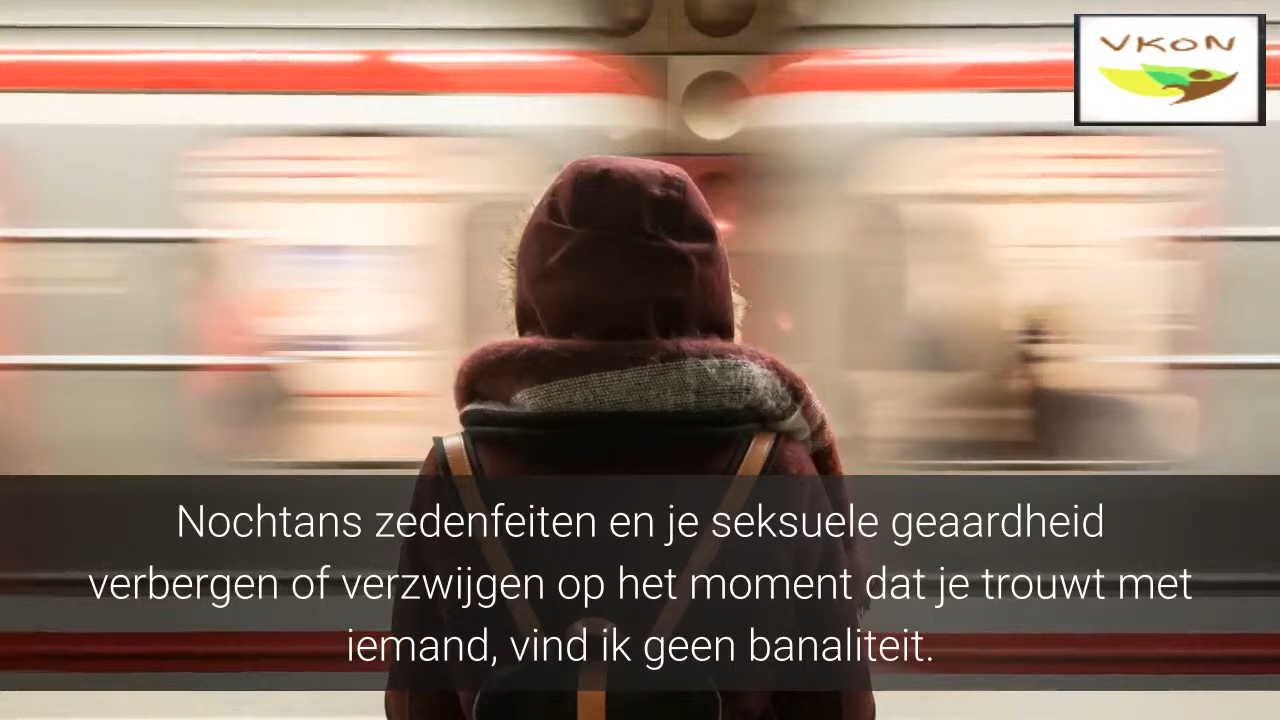 VKON
Nochtans zedenfeiten en je seksuele geaardheid
verbergen of verzwijgen op het moment dat je trouwt met
iemand, vind ik geen banaliteit.